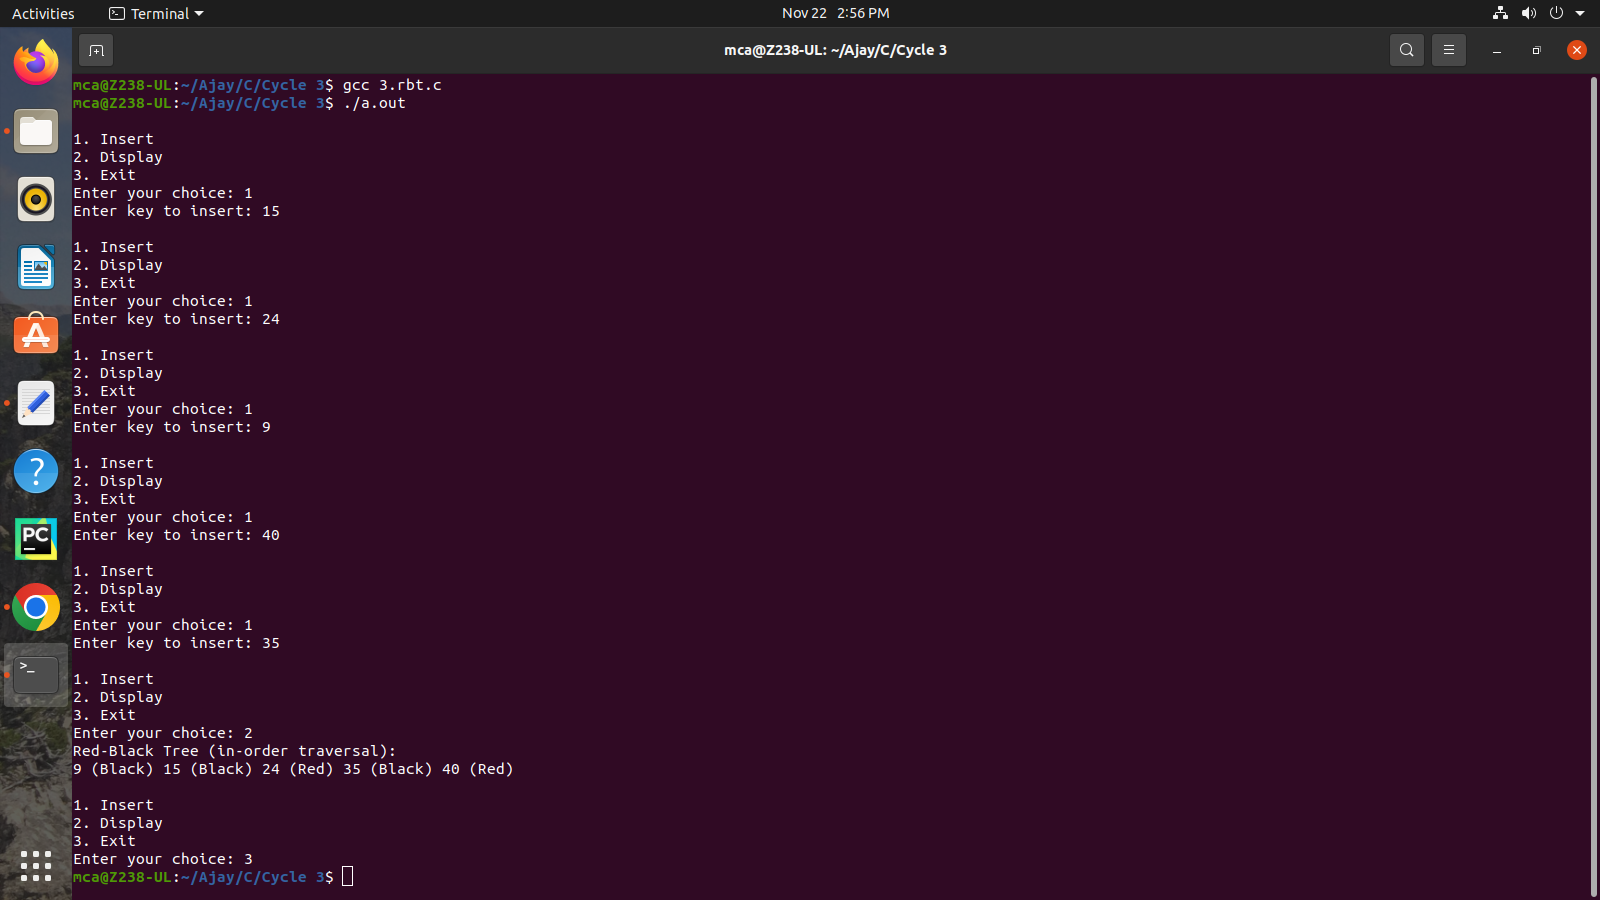 Activities Terminal Nov 22 2:56 PM
mca@Z238-UL: ~/Ajay/C/Cycle 3
mca@Z238-UL:~/Ajay/C/Cycle 3$ gcc 3.rbt.c
mca@Z238-UL:~/Ajay/C/Cycle 3$ ./a.out
1. Insert
2. Display
3. Exit
Enter your choice: 1
Enter key to insert: 15
1. Insert
2. Display
3. Exit
Enter your choice: 1
Enter key to insert: 24
1. Insert
2. Display
3. Exit
Enter your choice: 1
Enter key to insert: 9
1. Insert
2. Display
3. Exit
Enter your choice: 1
Enter key to insert: 40
1. Insert
2. Display
3. Exit
Enter your choice: 1
Enter key to insert: 35
1. Insert
2. Display
3. Exit
Enter your choice: 2
Red-Black Tree (in-order traversal):
9 (Black) 15 (Black) 24 (Red) 35 (Black) 40 (Red)
1. Insert
2. Display
3. Exit
Enter your choice: 3
mca@Z238-UL:~/Ajay/C/Cycle 3$
A
?
PC
>_